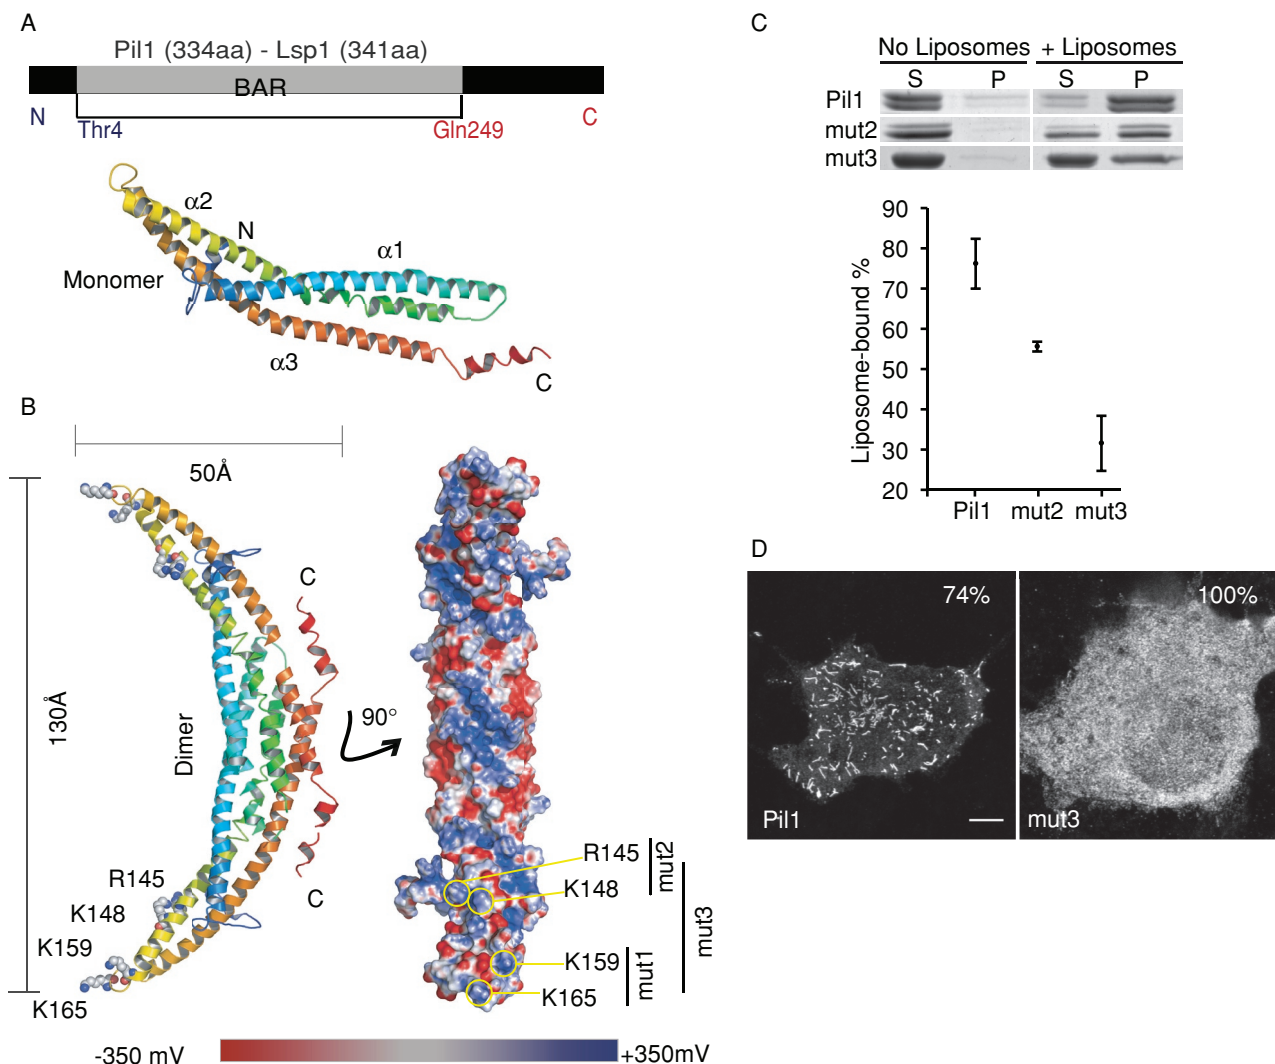 A
Pil1 (334aa) - Lsp1 (341aa)
BAR
N
Thr4
Gln249
C
α2
N
α1
Monomer
α3
C
B
50Å
130Å
Dimer
C
C
R145
K148
K159
K165
90°
R145
K148
mut2
K159
K165
mut1
mut3
-350 mV
+350mV
C
No Liposomes
+ Liposomes
S
P
S
P
Pil1
mut2
mut3
Liposome-bound %
90
80
70
60
50
40
30
20
Pil1
mut2
mut3
D
74%
Pil1
100%
mut3